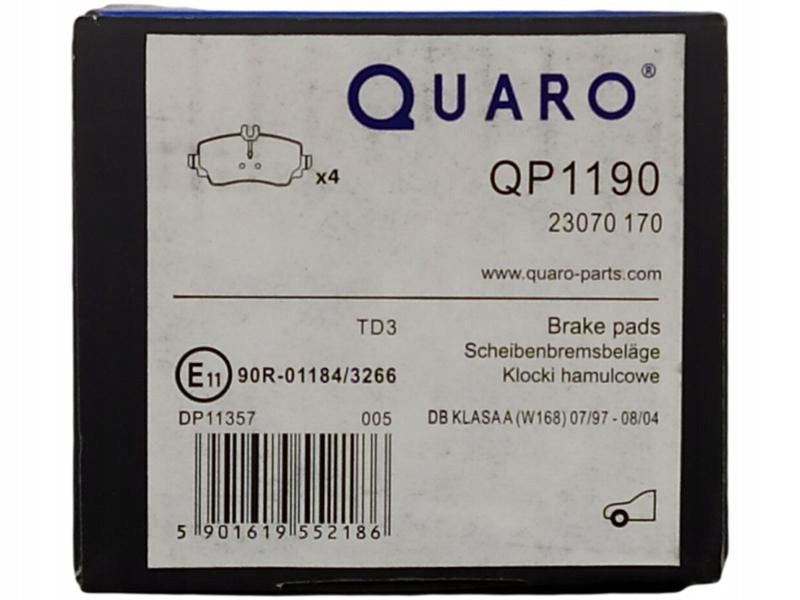 QUARO®
x4
QP1190
23070 170
www.quaro-parts.com
TD3
Brake pads
Scheibenbremsbeläge
Klocki hamulcowe
E11 90R-01184/3266
DP11357 005
DB KLASA A (W168) 07/97 - 08/04
5 901619 552186